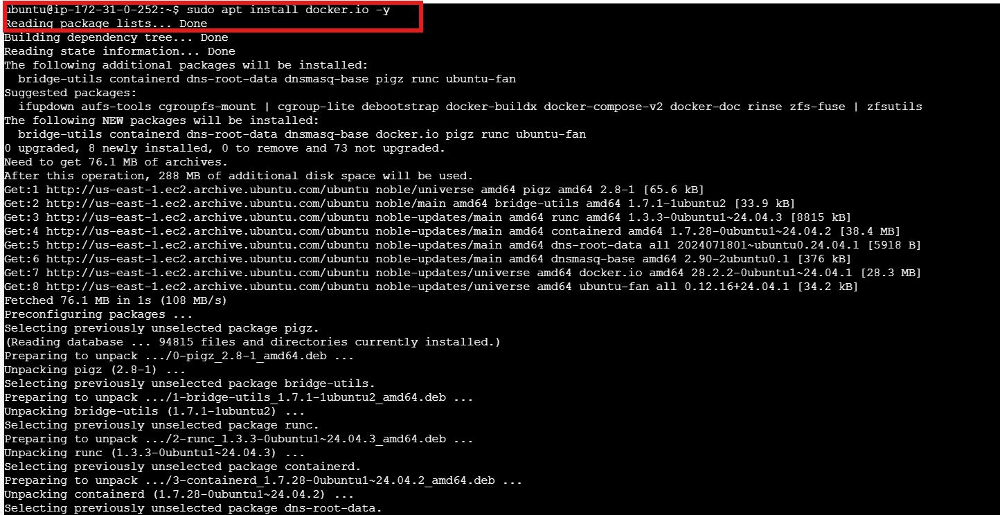 ubuntu@ip-172-31-0-252:~$ sudo apt install docker.io -y
Reading package lists... Done
Building dependency tree... Done
Reading state information... Done
The following additional packages will be installed:
  bridge-utils containerd dns-root-data dnsmasq-base pigz runc ubuntu-fan
Suggested packages:
  ifupdown aufs-tools cgroupfs-mount | cgroup-lite debootstrap docker-buildx docker-compose-v2 docker-doc rinse zfs-fuse | zfsutils
The following NEW packages will be installed:
  bridge-utils containerd dns-root-data dnsmasq-base docker.io pigz runc ubuntu-fan
0 upgraded, 8 newly installed, 0 to remove and 73 not upgraded.
Need to get 76.1 MB of archives.
After this operation, 288 MB of additional disk space will be used.
Get:1 http://us-east-1.ec2.archive.ubuntu.com/ubuntu noble/universe amd64 pigz amd64 2.8-1 [65.6 kB]
Get:2 http://us-east-1.ec2.archive.ubuntu.com/ubuntu noble/main amd64 bridge-utils amd64 1.7.1-1ubuntu2 [33.9 kB]
Get:3 http://us-east-1.ec2.archive.ubuntu.com/ubuntu noble-updates/main amd64 runc amd64 1.3.3-0ubuntu1~24.04.3 [8815 kB]
Get:4 http://us-east-1.ec2.archive.ubuntu.com/ubuntu noble-updates/main amd64 containerd amd64 1.7.28-0ubuntu1~24.04.2 [38.4 MB]
Get:5 http://us-east-1.ec2.archive.ubuntu.com/ubuntu noble-updates/main amd64 dns-root-data all 2024071801~ubuntu0.24.04.1 [5918 B]
Get:6 http://us-east-1.ec2.archive.ubuntu.com/ubuntu noble-updates/main amd64 dnsmasq-base amd64 2.90-2ubuntu0.1 [376 kB]
Get:7 http://us-east-1.ec2.archive.ubuntu.com/ubuntu noble-updates/universe amd64 docker.io amd64 28.2.2-0ubuntu1~24.04.1 [28.3 MB]
Get:8 http://us-east-1.ec2.archive.ubuntu.com/ubuntu noble-updates/universe amd64 ubuntu-fan all 0.12.16+24.04.1 [34.2 kB]
Fetched 76.1 MB in 1s (108 MB/s)
Preconfiguring packages ...
Selecting previously unselected package pigz.
(Reading database ... 94815 files and directories currently installed.)
Preparing to unpack .../0-pigz_2.8-1_amd64.deb ...
Unpacking pigz (2.8-1) ...
Selecting previously unselected package bridge-utils.
Preparing to unpack .../1-bridge-utils_1.7.1-1ubuntu2_amd64.deb ...
Unpacking bridge-utils (1.7.1-1ubuntu2) ...
Selecting previously unselected package runc.
Preparing to unpack .../2-runc_1.3.3-0ubuntu1~24.04.3_amd64.deb ...
Unpacking runc (1.3.3-0ubuntu1~24.04.3) ...
Selecting previously unselected package containerd.
Preparing to unpack .../3-containerd_1.7.28-0ubuntu1~24.04.2_amd64.deb ...
Unpacking containerd (1.7.28-0ubuntu1~24.04.2) ...
Selecting previously unselected package dns-root-data.